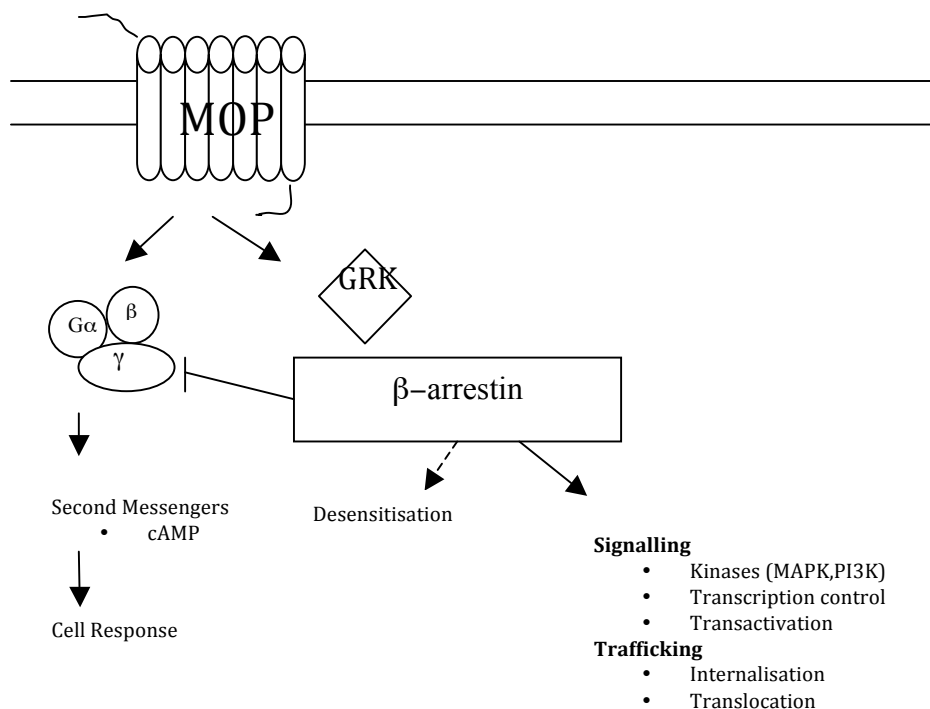 MOP
GRK
Gα
β
γ
β–arrestin
Second Messengers
• cAMP
Desensitisation
Cell Response
Signalling
• Kinases (MAPK,PI3K)
• Transcription control
• Transactivation
Trafficking
• Internalisation
• Translocation